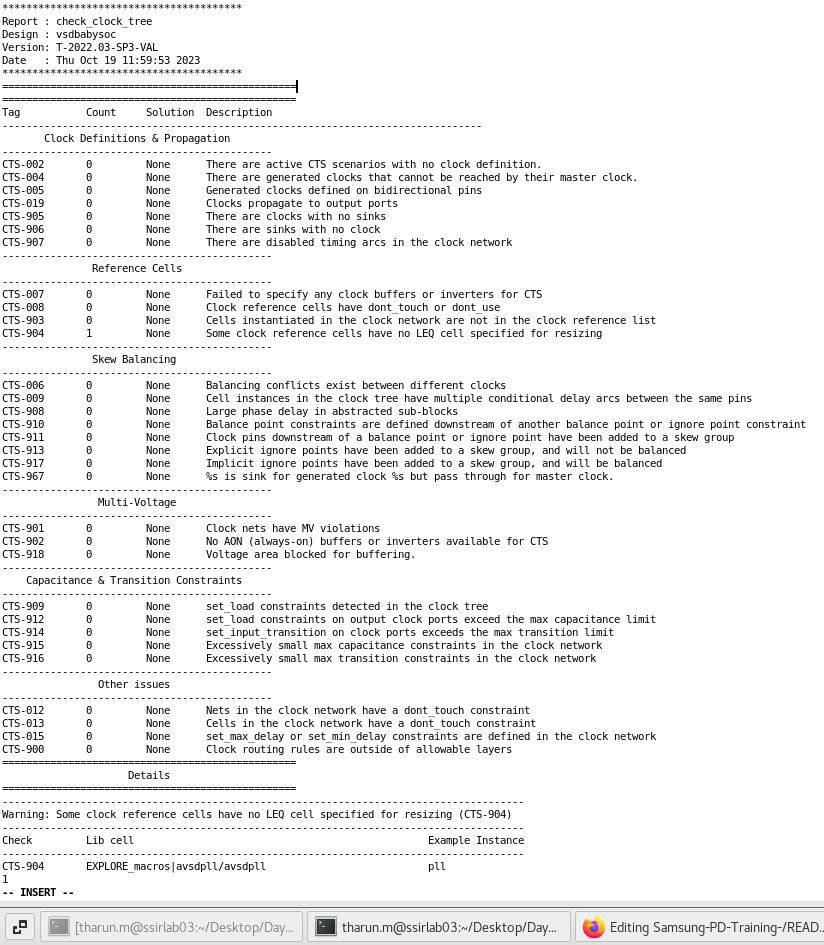 ****************************************
Report : check_clock_tree
Design : vsdbabysoc
Version: T-2022.03-SP3-VAL
Date   : Thu Oct 19 11:59:53 2023
****************************************
=================================================
=================================================
Tag           Count     Solution  Description
--------------------------------------------------------------------------------
       Clock Definitions & Propagation
---------------------------------------------
CTS-002       0         None      There are active CTS scenarios with no clock definition.
CTS-004       0         None      There are generated clocks that cannot be reached by their master clock.
CTS-005       0         None      Generated clocks defined on bidirectional pins
CTS-019       0         None      Clocks propagate to output ports
CTS-905       0         None      There are clocks with no sinks
CTS-906       0         None      There are sinks with no clock
CTS-907       0         None      There are disabled timing arcs in the clock network
---------------------------------------------
               Reference Cells
---------------------------------------------
CTS-007       0         None      Failed to specify any clock buffers or inverters for CTS
CTS-008       0         None      Clock reference cells have dont_touch or dont_use
CTS-903       0         None      Cells instantiated in the clock network are not in the clock reference list
CTS-904       1         None      Some clock reference cells have no LEQ cell specified for resizing
---------------------------------------------
               Skew Balancing
---------------------------------------------
CTS-006       0         None      Balancing conflicts exist between different clocks
CTS-009       0         None      Cell instances in the clock tree have multiple conditional delay arcs between the same pins
CTS-908       0         None      Large phase delay in abstracted sub-blocks
CTS-910       0         None      Balance point constraints are defined downstream of another balance point or ignore point constraint
CTS-911       0         None      Clock pins downstream of a balance point or ignore point have been added to a skew group
CTS-913       0         None      Explicit ignore points have been added to a skew group, and will not be balanced
CTS-917       0         None      Implicit ignore points have been added to a skew group, and will be balanced
CTS-967       0         None      %s is sink for generated clock %s but pass through for master clock.
---------------------------------------------
                Multi-Voltage
---------------------------------------------
CTS-901       0         None      Clock nets have MV violations
CTS-902       0         None      No AON (always-on) buffers or inverters available for CTS
CTS-918       0         None      Voltage area blocked for buffering.
---------------------------------------------
    Capacitance & Transition Constraints
---------------------------------------------
CTS-909       0         None      set_load constraints detected in the clock tree
CTS-912       0         None      set_load constraints on output clock ports exceed the max capacitance limit
CTS-914       0         None      set_input_transition on clock ports exceeds the max transition limit
CTS-915       0         None      Excessively small max capacitance constraints in the clock network
CTS-916       0         None      Excessively small max transition constraints in the clock network
---------------------------------------------
                Other issues
---------------------------------------------
CTS-012       0         None      Nets in the clock network have a dont_touch constraint
CTS-013       0         None      Cells in the clock network have a dont_touch constraint
CTS-015       0         None      set_max_delay or set_min_delay constraints are defined in the clock network
CTS-900       0         None      Clock routing rules are outside of allowable layers
=================================================
                     Details
=================================================
---------------------------------------------------------------------------------------
Warning: Some clock reference cells have no LEQ cell specified for resizing (CTS-904)
---------------------------------------------------------------------------------------
Check         Lib cell                                                 Example Instance
---------------------------------------------------------------------------------------
CTS-904       EXPLORE_macros|avsdpll/avsdpll                           pll
1
-- INSERT --
[tharun.m@ssirlab03:~/Desktop/Day... tharun.m@ssirlab03:~/Desktop/Day... Editing Samsung-PD-Training-/READ...